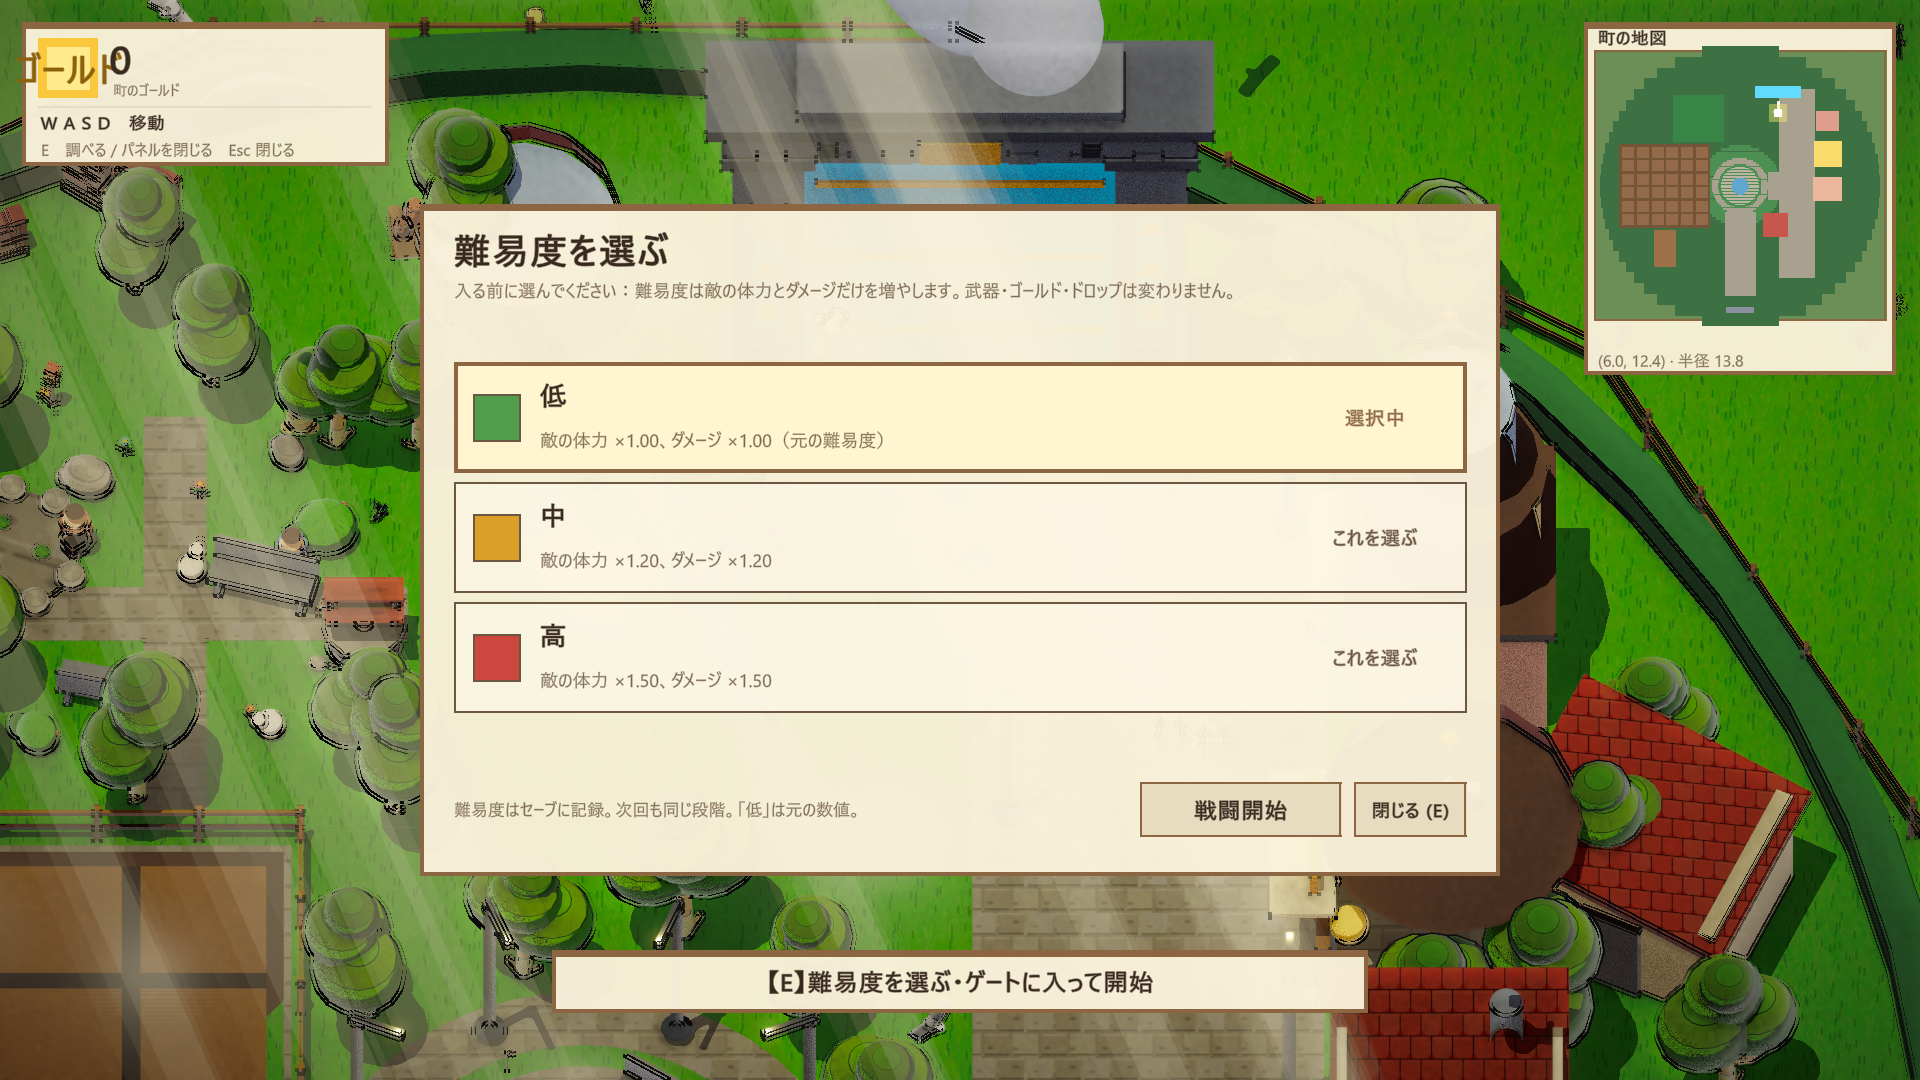 ゴールド 0
町のゴールド
W A S D 移動
E 調べる / パネルを閉じる Esc 閉じる
町の地図
(6.0, 12.4) · 半径 13.8
難易度を選ぶ
入る前に選んでください：難易度は敵の体力とダメージだけを増やします。武器・ゴールド・ドロップは変わりません。
低
敵の体力 ×1.00、ダメージ ×1.00（元の難易度）
選択中
中
敵の体力 ×1.20、ダメージ ×1.20
これを選ぶ
高
敵の体力 ×1.50、ダメージ ×1.50
これを選ぶ
難易度はセーブに記録。次回も同じ段階。「低」は元の数値。
戦闘開始
閉じる (E)
【E】難易度を選ぶ・ゲートに入って開始